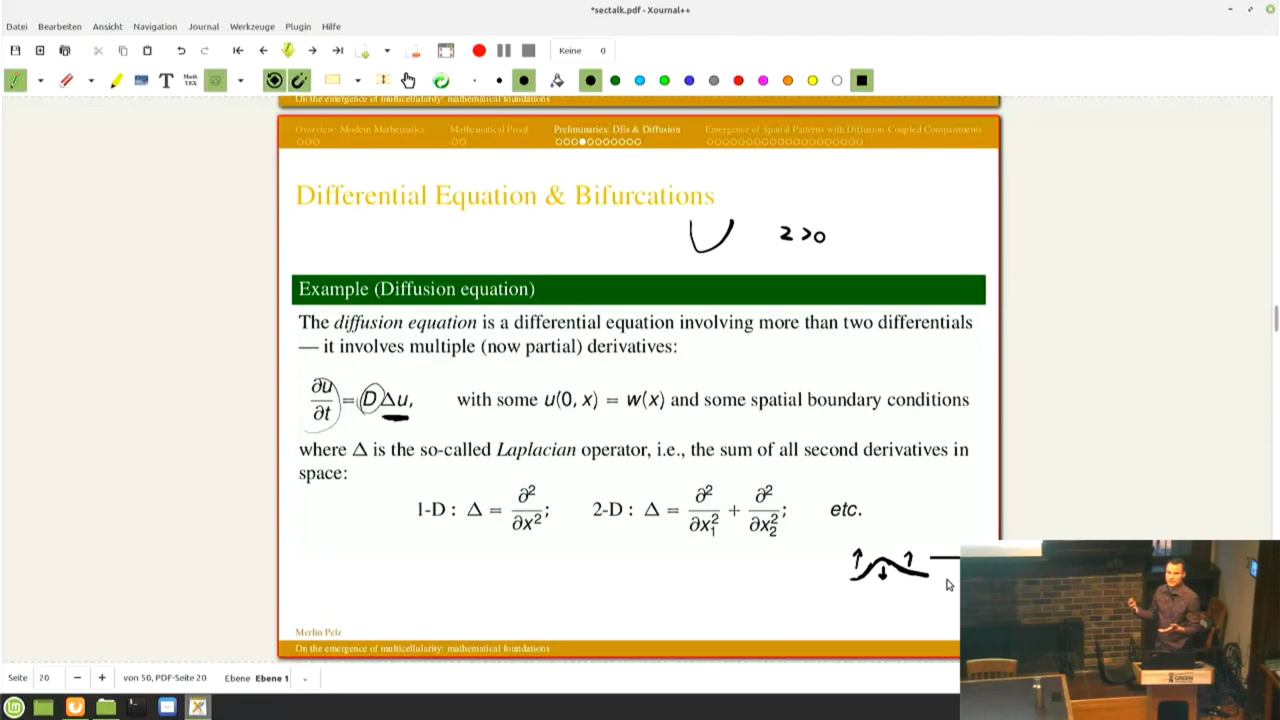 *sectalk.pdf - Xournal++
Datei Bearbeiten Ansicht Navigation Journal Werkzeuge Plugin Hilfe
Keine 0
T Math TEX
On the emergence of multicellularity: mathematical foundations
Overview: Modern Mathematics Mathematical Proof Preliminaries: DEs & Diffusion Emergence of Spatial Patterns with Diffusion-Coupled Compartments
Differential Equation & Bifurcations
2 >0
Example (Diffusion equation)
The diffusion equation is a differential equation involving more than two differentials
— it involves multiple (now partial) derivatives:
∂u/∂t = D Δu, with some u(0, x) = w(x) and some spatial boundary conditions
where Δ is the so-called Laplacian operator, i.e., the sum of all second derivatives in
space:
1-D : Δ = ∂²/∂x²; 2-D : Δ = ∂²/∂x₁² + ∂²/∂x₂²; etc.
Merlin Pelz
On the emergence of multicellularity: mathematical foundations
GREEN
Seite 20 von 50, PDF-Seite 20 Ebene Ebene 1